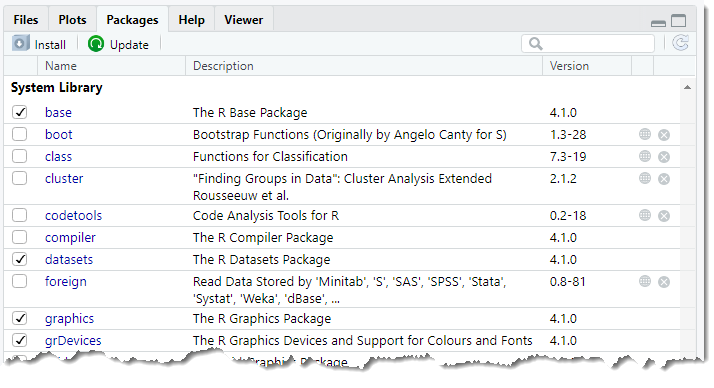 Files Plots Packages Help Viewer
Install Update
Name Description Version
System Library
base The R Base Package 4.1.0
boot Bootstrap Functions (Originally by Angelo Canty for S) 1.3-28
class Functions for Classification 7.3-19
cluster "Finding Groups in Data": Cluster Analysis Extended 2.1.2
Rousseeuw et al.
codetools Code Analysis Tools for R 0.2-18
compiler The R Compiler Package 4.1.0
datasets The R Datasets Package 4.1.0
foreign Read Data Stored by 'Minitab', 'S', 'SAS', 'SPSS', 'Stata', 0.8-81
'Systat', 'Weka', 'dBase', ...
graphics The R Graphics Package 4.1.0
grDevices The R Graphics Devices and Support for Colours and Fonts 4.1.0
Package